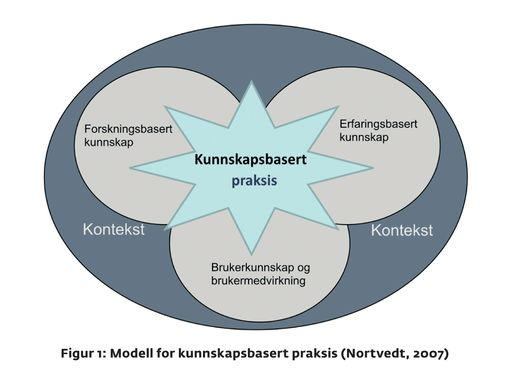 Forskningsbasert
kunnskap
Erfaringsbasert
kunnskap
Kunnskapsbasert
praksis
Kontekst
Kontekst
Brukerkunnskap og
brukermedvirkning
Figur 1: Modell for kunnskapsbasert praksis (Nortvedt, 2007)